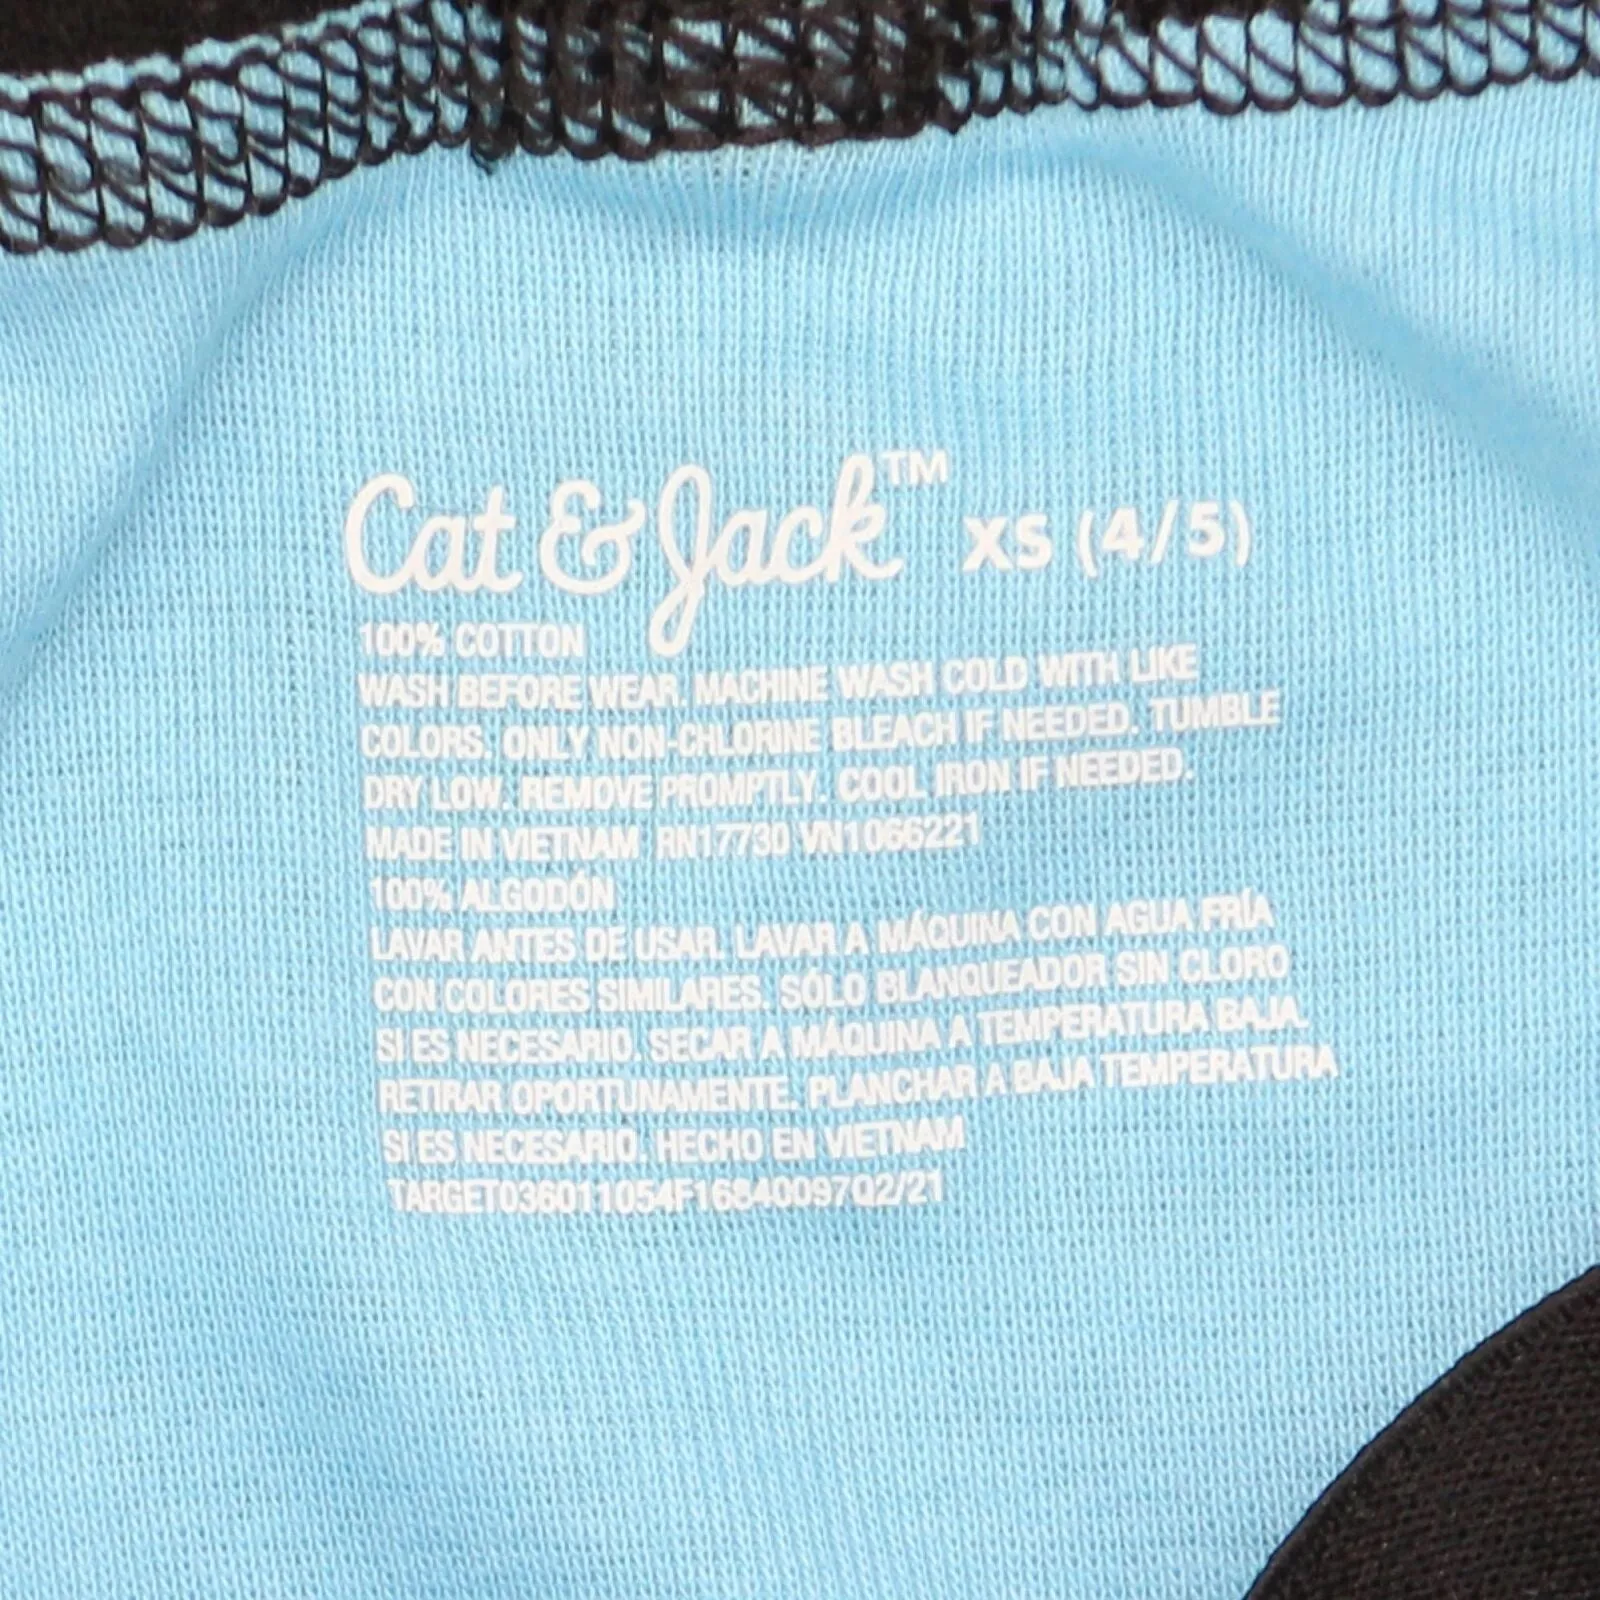 Cat & Jack™ XS (4/5)
100% COTTON
WASH BEFORE WEAR. MACHINE WASH COLD WITH LIKE
COLORS. ONLY NON-CHLORINE BLEACH IF NEEDED. TUMBLE
DRY LOW. REMOVE PROMPTLY. COOL IRON IF NEEDED.
MADE IN VIETNAM RN17730 VN1066221
100% ALGODÓN
LAVAR ANTES DE USAR. LAVAR A MÁQUINA CON AGUA FRÍA
CON COLORES SIMILARES. SÓLO BLANQUEADOR SIN CLORO
SI ES NECESARIO. SECAR A MÁQUINA A TEMPERATURA BAJA.
RETIRAR OPORTUNAMENTE. PLANCHAR A BAJA TEMPERATURA
SI ES NECESARIO. HECHO EN VIETNAM
TARGET036011054F16840097Q2/21